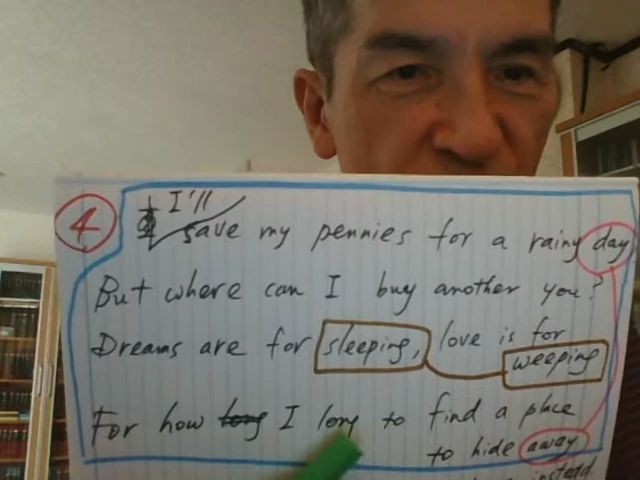 4
I'll
save my pennies for a rainy day
But where can I buy another you?
Dreams are for sleeping, love is for
weeping
For how long I long to find a place
to hide away
instead